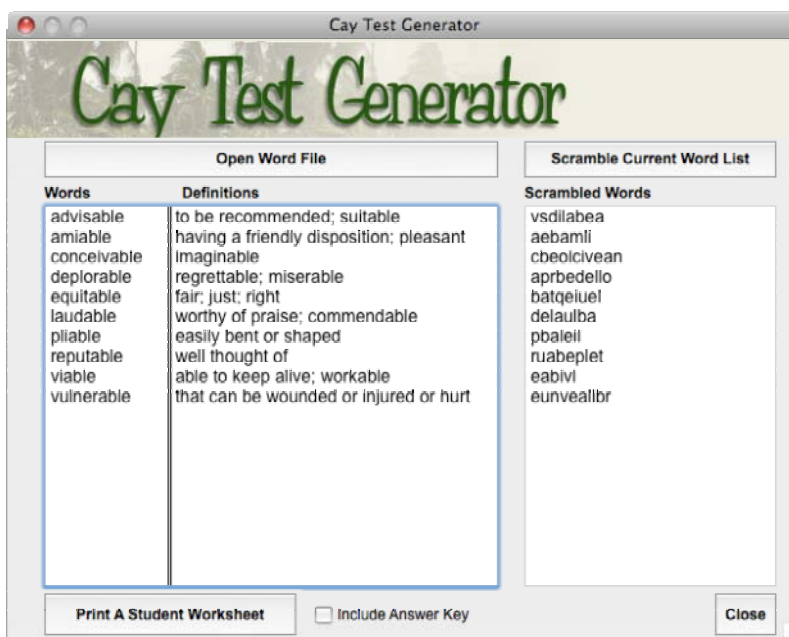 Cay Test Generator
Cay Test Generator
Open Word File
Scramble Current Word List
Words Definitions
Scrambled Words
advisable to be recommended; suitable vsdilabea
amiable having a friendly disposition; pleasant aebamli
conceivable imaginable cbeolcivean
deplorable regrettable; miserable aprbedello
equitable fair; just; right batqeiuel
laudable worthy of praise; commendable delaulba
pliable easily bent or shaped pbaleil
reputable well thought of ruabeplet
viable able to keep alive; workable eabivl
vulnerable that can be wounded or injured or hurt eunveallbr
Print A Student Worksheet
Include Answer Key
Close